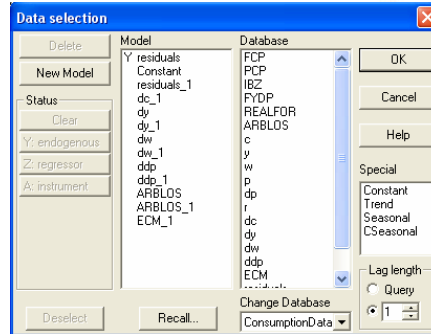 Data selection
Delete
New Model
Status
Clear
Y: endogenous
Z: regressor
A: instrument
Deselect
Model
Y residuals
Constant
residuals_1
dc_1
dy
dy_1
dw
dw_1
ddp
ddp_1
ARBLOS
ARBLOS_1
ECM_1
Recall...
Database
FCP
PCP
IBZ
FYDP
REALFOR
ARBLOS
c
y
w
p
dp
r
dc
dy
dw
ddp
ECM
residuals
Change Database
ConsumptionData
OK
Cancel
Help
Special
Constant
Trend
Seasonal
CSeasonal
Lag length
Query
1